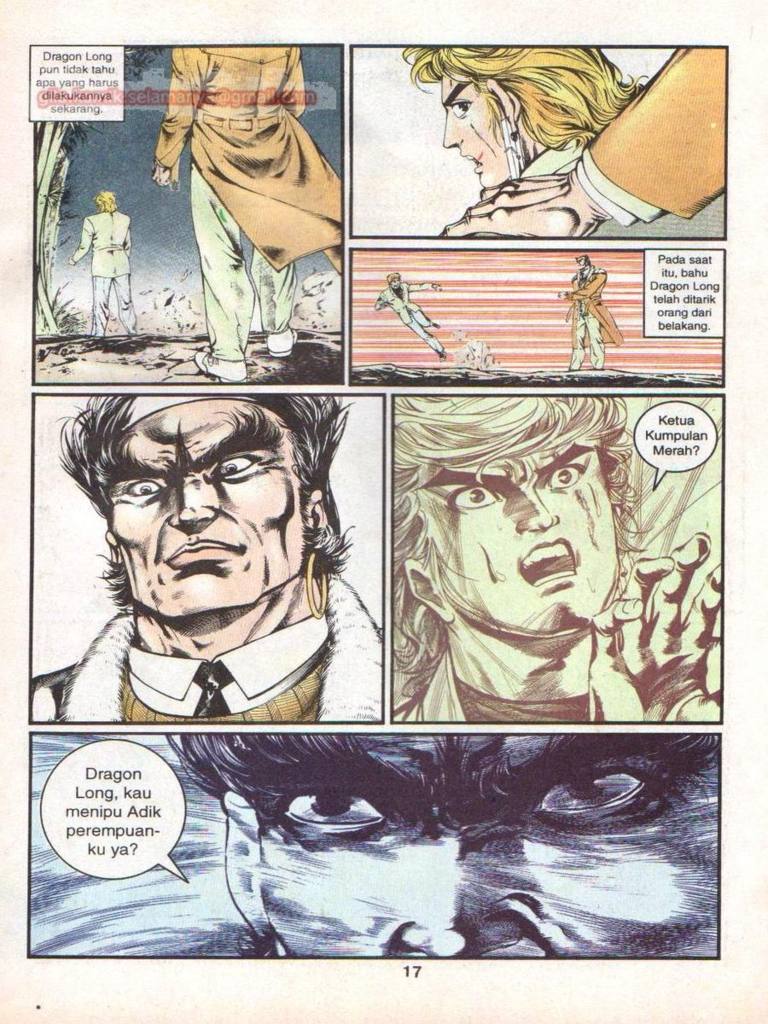 Dragon Long
pun tidak tahu
apa yang harus
dilakukannya
sekarang.
Pada saat
itu, bahu
Dragon Long
telah ditarik
orang dari
belakang.
Ketua
Kumpulan
Merah?
Dragon
Long, kau
menipu Adik
perempuan-
ku ya?
17